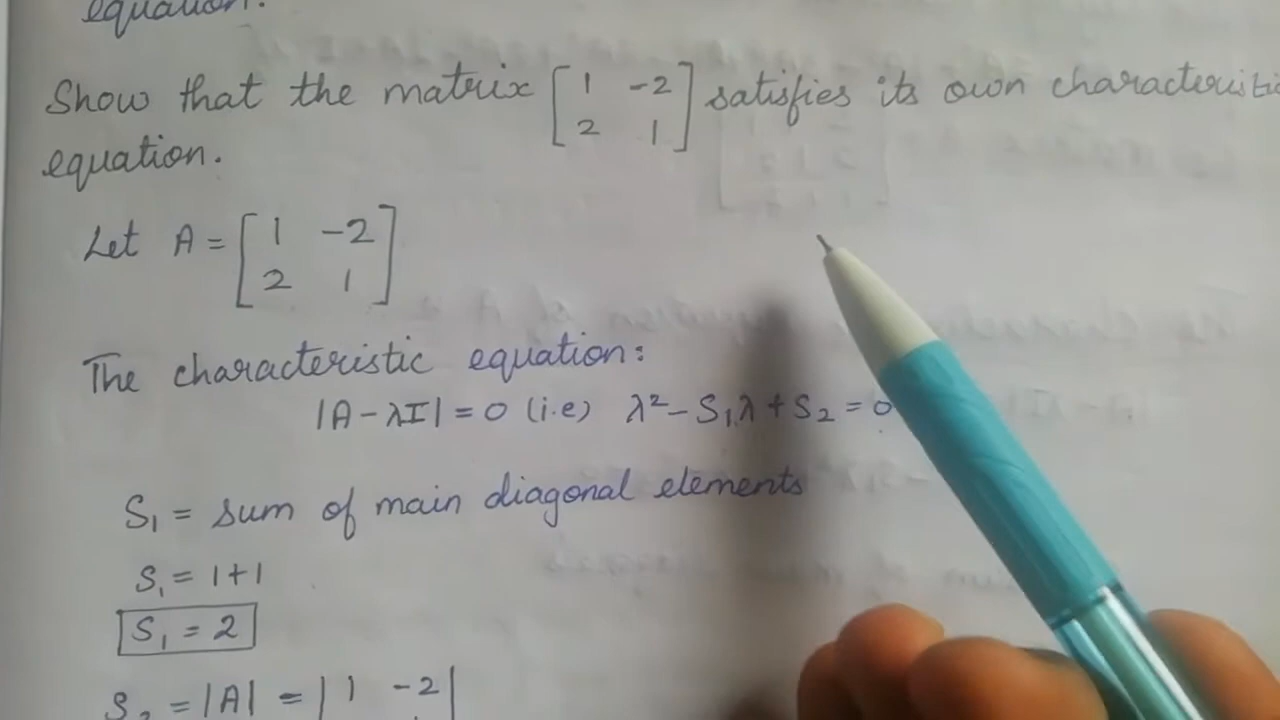 equation.
Show that the matrix [1 -2
2 1] satisfies its own characteristic
equation.
Let A = [1 -2
2 1]
The characteristic equation:
|A - λI| = 0 (i.e) λ² - S₁λ + S₂ = 0
S₁ = sum of main diagonal elements
S₁ = 1+1
S₁ = 2
S₂ = |A| = | 1 -2 |